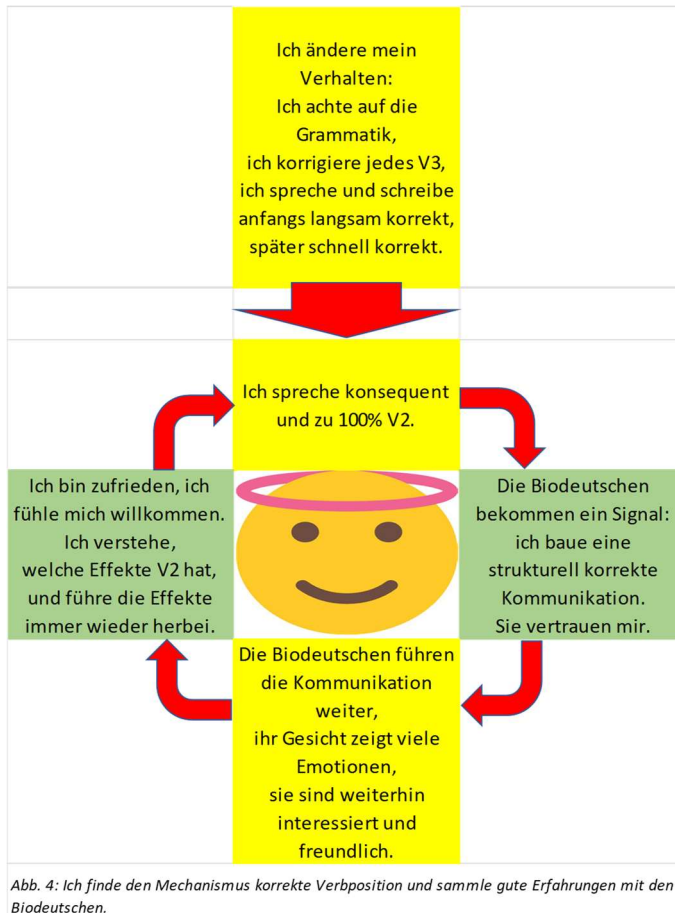 Ich ändere mein
Verhalten:
Ich achte auf die
Grammatik,
ich korrigiere jedes V3,
ich spreche und schreibe
anfangs langsam korrekt,
später schnell korrekt.
Ich spreche konsequent
und zu 100% V2.
Die Biodeutschen
bekommen ein Signal:
ich baue eine
strukturell korrekte
Kommunikation.
Sie vertrauen mir.
Die Biodeutschen führen
die Kommunikation
weiter,
ihr Gesicht zeigt viele
Emotionen,
sie sind weiterhin
interessiert und
freundlich.
Ich bin zufrieden, ich
fühle mich willkommen.
Ich verstehe,
welche Effekte V2 hat,
und führe die Effekte
immer wieder herbei.
Abb. 4: Ich finde den Mechanismus korrekte Verbposition und sammle gute Erfahrungen mit den
Biodeutschen.